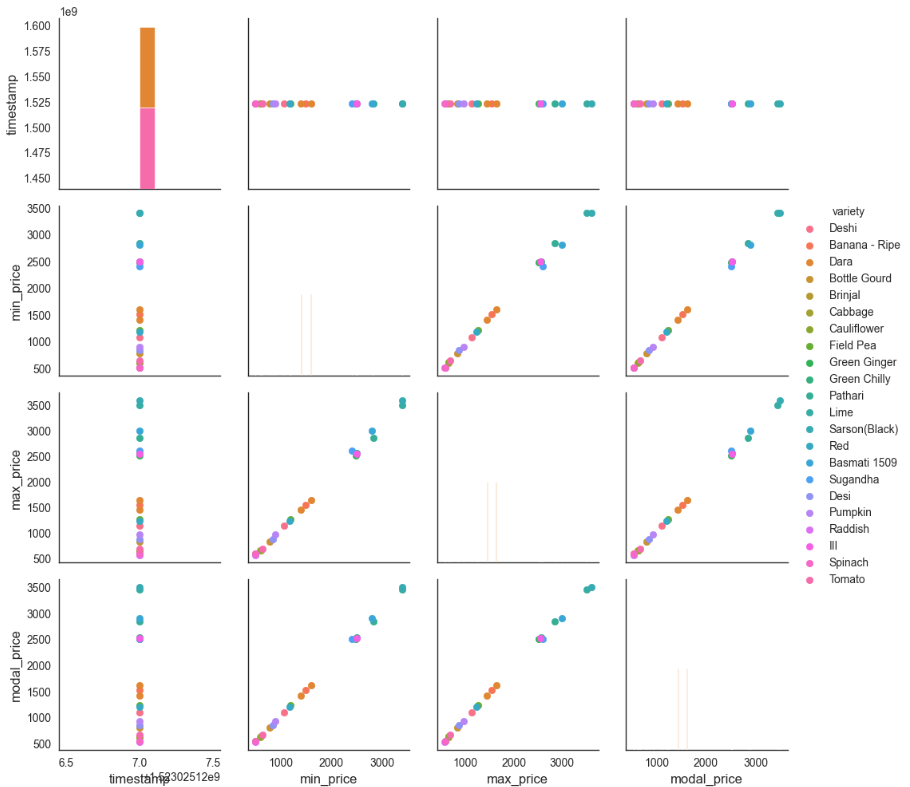 1e9
1.600
1.575
1.550
1.525
1.500
1.475
1.450
timestamp
3500
3000
2500
2000
1500
1000
500
min_price
3500
3000
2500
2000
1500
1000
500
max_price
3500
3000
2500
2000
1500
1000
500
modal_price
6.5 7.0 7.5
timestamp
+1.52302512e9
1000 2000 3000
min_price
1000 2000 3000
max_price
1000 2000 3000
modal_price
variety
Deshi
Banana - Ripe
Dara
Bottle Gourd
Brinjal
Cabbage
Cauliflower
Field Pea
Green Ginger
Green Chilly
Pathari
Lime
Sarson(Black)
Red
Basmati 1509
Sugandha
Desi
Pumpkin
Raddish
III
Spinach
Tomato